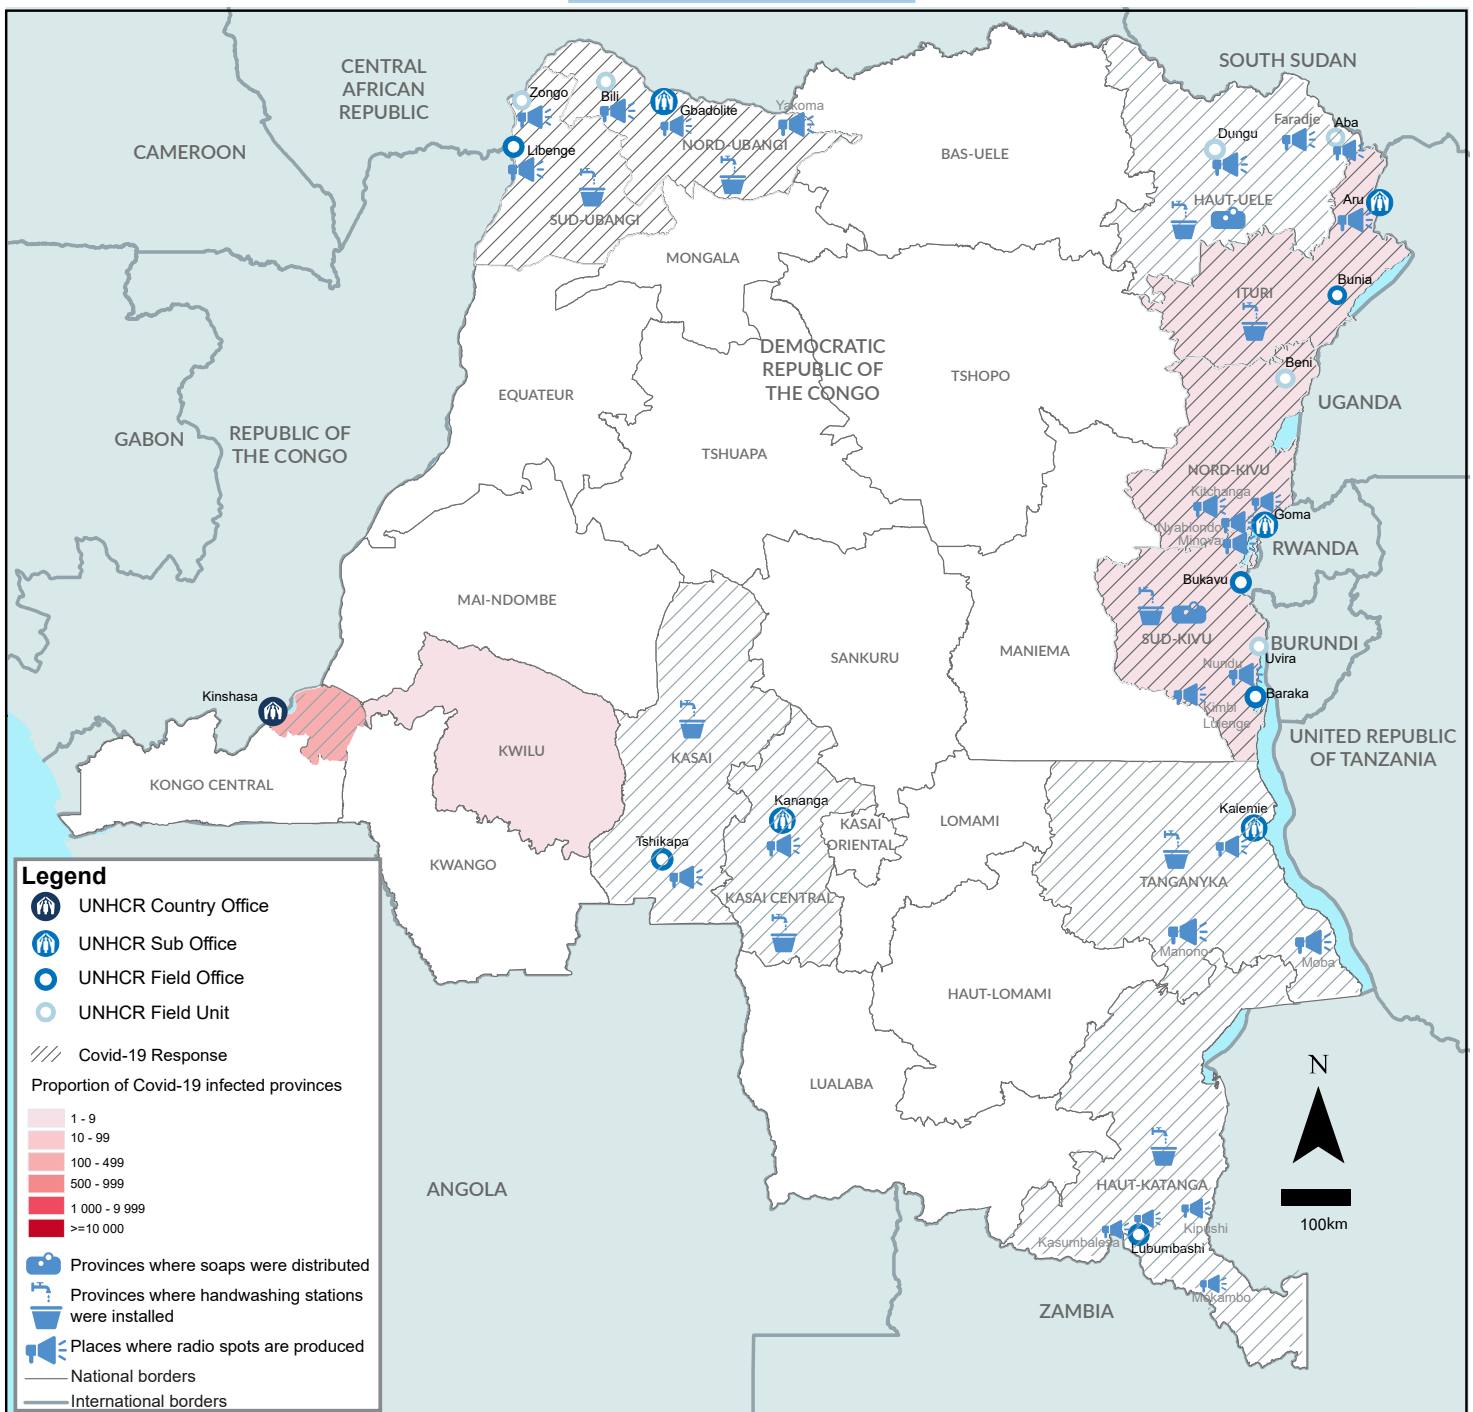 CENTRAL
AFRICAN
REPUBLIC
SOUTH SUDAN
CAMEROON
Zongo
Bili
Gbadolite
Yakoma
NORD-UBANGI
Libenge
SUD-UBANGI
BAS-UELE
Dungu
Faradje
Aba
HAUT-UELE
Aru
MONGALA
ITURI
Bunia
DEMOCRATIC
REPUBLIC OF
THE CONGO
EQUATEUR
TSHOPO
Beni
UGANDA
GABON
REPUBLIC OF
THE CONGO
TSHUAPA
NORD-KIVU
Kitchanga
Goma
Nyabiondo
Minova
RWANDA
Bukavu
MAI-NDOMBE
SUD-KIVU
BURUNDI
SANKURU
MANIEMA
Nundu
Uvira
Baraka
Kimbi
Lulenge
Kinshasa
KWILU
KASAI
UNITED REPUBLIC
OF TANZANIA
KONGO CENTRAL
Kananga
KASAI
ORIENTAL
LOMAMI
Kalemie
Tshikapa
KWANGO
KASAI CENTRAL
TANGANYKA
Manono
Moba
HAUT-LOMAMI
LUALABA
HAUT-KATANGA
Kasumbalesa
Lubumbashi
Kipushi
Mokambo
ANGOLA
ZAMBIA
N
100km
Legend
UNHCR Country Office
UNHCR Sub Office
UNHCR Field Office
UNHCR Field Unit
Covid-19 Response
Proportion of Covid-19 infected provinces
1 - 9
10 - 99
100 - 499
500 - 999
1 000 - 9 999
>=10 000
Provinces where soaps were distributed
Provinces where handwashing stations
were installed
Places where radio spots are produced
National borders
International borders